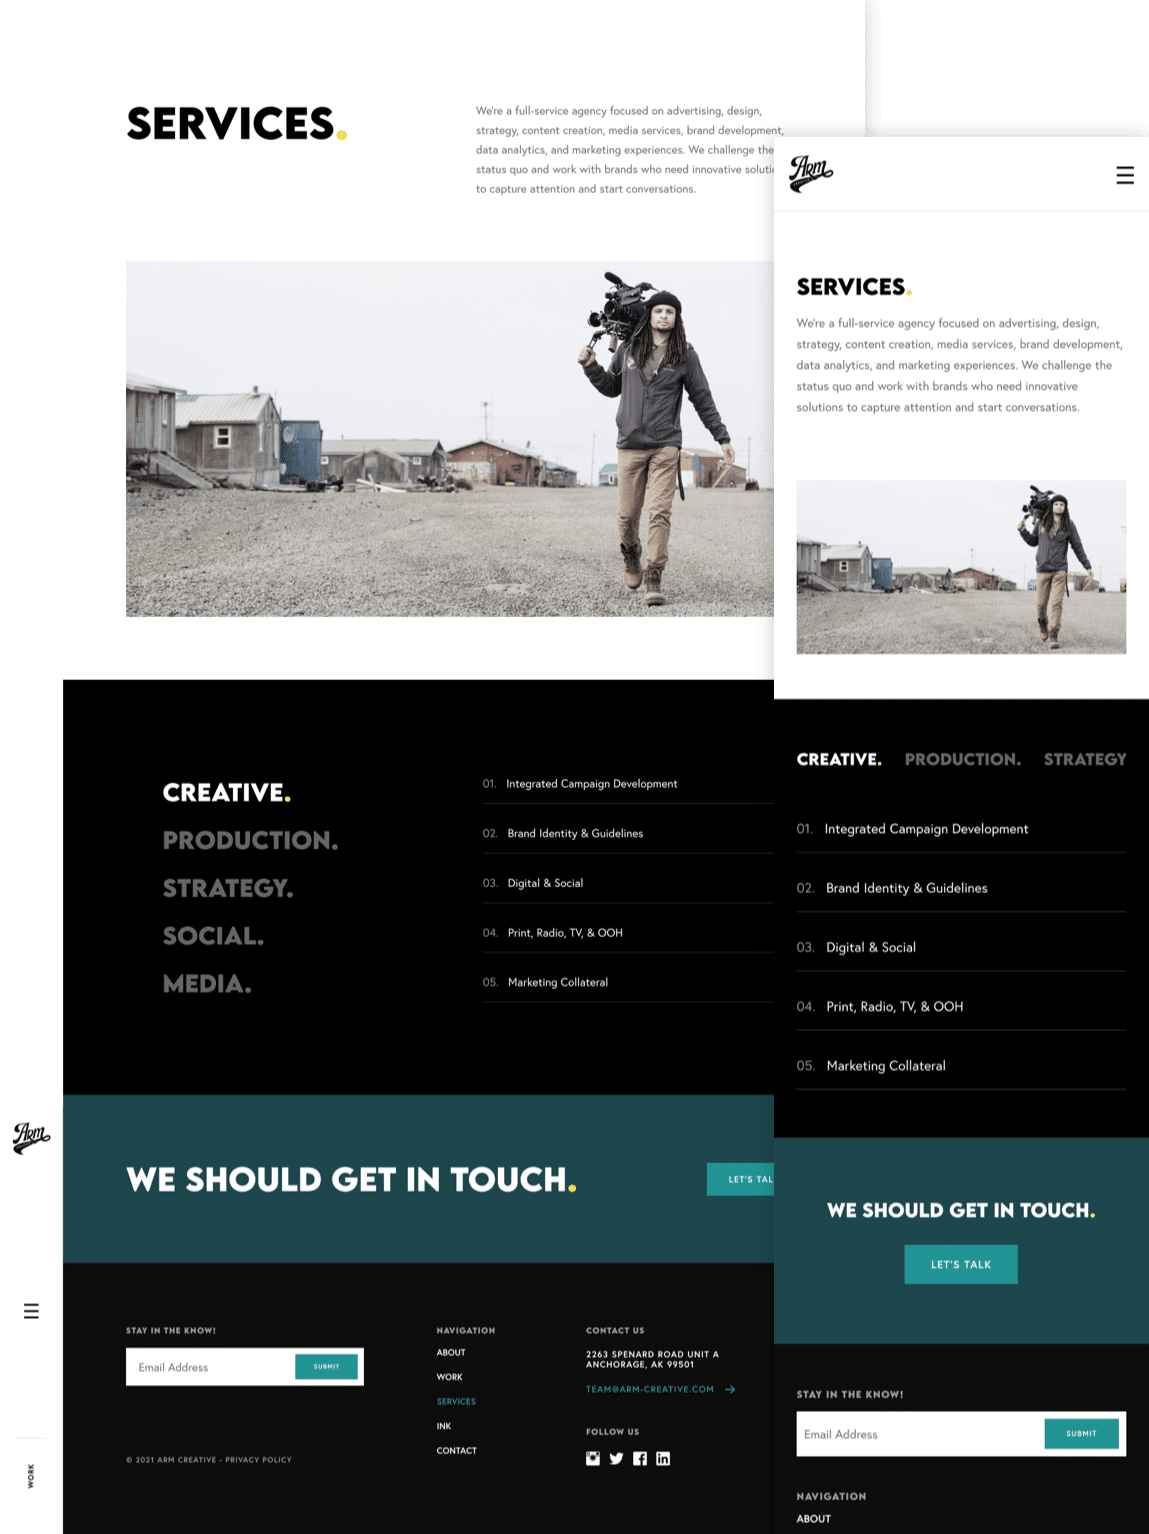 SERVICES.
We're a full-service agency focused on advertising, design,
strategy, content creation, media services, brand development,
data analytics, and marketing experiences. We challenge the
status quo and work with brands who need innovative
to capture attention and start conversations.
CREATIVE.
PRODUCTION.
STRATEGY.
SOCIAL.
MEDIA.
01. Integrated Campaign Development
02. Brand Identity & Guidelines
03. Digital & Social
04. Print, Radio, TV, & OOH
05. Marketing Collateral
Arm
WE SHOULD GET IN TOUCH.
LET'S TAL
STAY IN THE KNOW!
Email Address
SUBMIT
© 2021 ARM CREATIVE - PRIVACY POLICY
NAVIGATION
ABOUT
WORK
SERVICES
INK
CONTACT
CONTACT US
2263 SPENARD ROAD UNIT A
ANCHORAGE, AK 99501
TEAM@ARM-CREATIVE.COM
FOLLOW US
WORK
Arm
SERVICES.
We're a full-service agency focused on advertising, design,
strategy, content creation, media services, brand development,
data analytics, and marketing experiences. We challenge the
status quo and work with brands who need innovative
solutions to capture attention and start conversations.
CREATIVE. PRODUCTION. STRATEGY
01. Integrated Campaign Development
02. Brand Identity & Guidelines
03. Digital & Social
04. Print, Radio, TV, & OOH
05. Marketing Collateral
WE SHOULD GET IN TOUCH.
LET'S TALK
STAY IN THE KNOW!
Email Address
SUBMIT
NAVIGATION
ABOUT